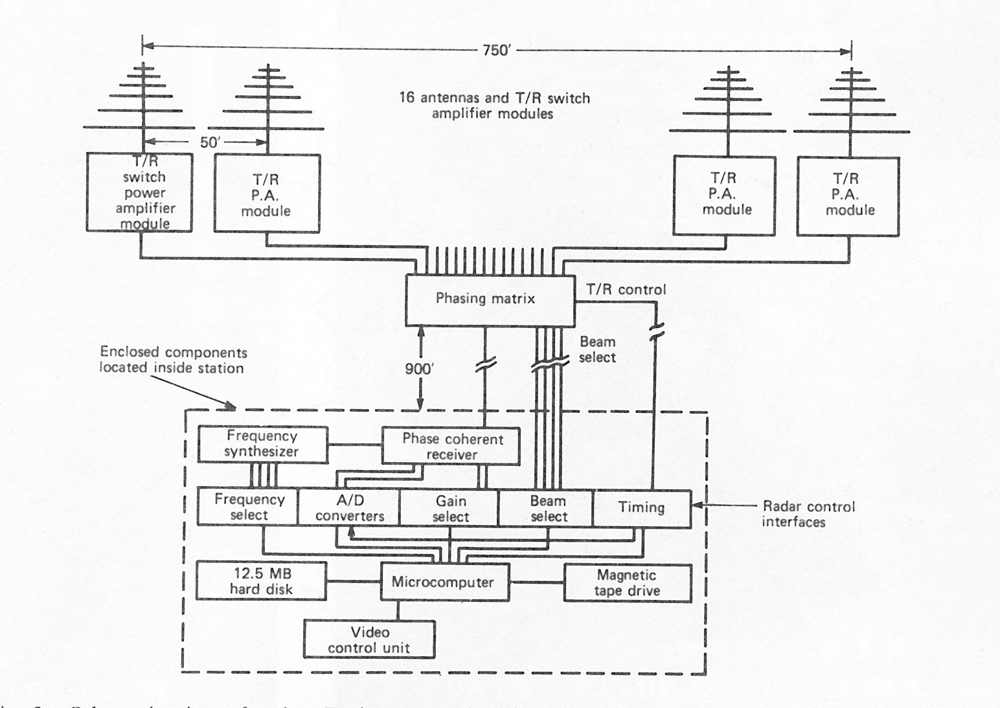 750′
16 antennas and T/R switch
amplifier modules
50′
T/R
switch
power
amplifier
module
T/R
P.A.
module
T/R
P.A.
module
T/R
P.A.
module
Phasing matrix
T/R control
Beam
select
900′
Enclosed components
located inside station
Frequency
synthesizer
Phase coherent
receiver
Frequency
select
A/D
converters
Gain
select
Beam
select
Timing
Radar control
interfaces
12.5 MB
hard disk
Microcomputer
Magnetic
tape drive
Video
control unit